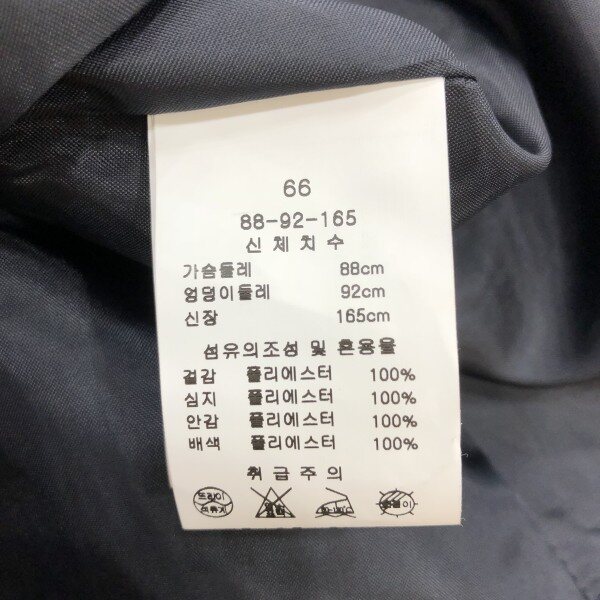 66
88-92-165
신체치수
가슴둘레 88cm
엉덩이둘레 92cm
신장 165cm
섬유의조성 및 혼용율
겉감 폴리에스터 100%
심지 폴리에스터 100%
안감 폴리에스터 100%
배색 폴리에스터 100%
취급주의
드라이